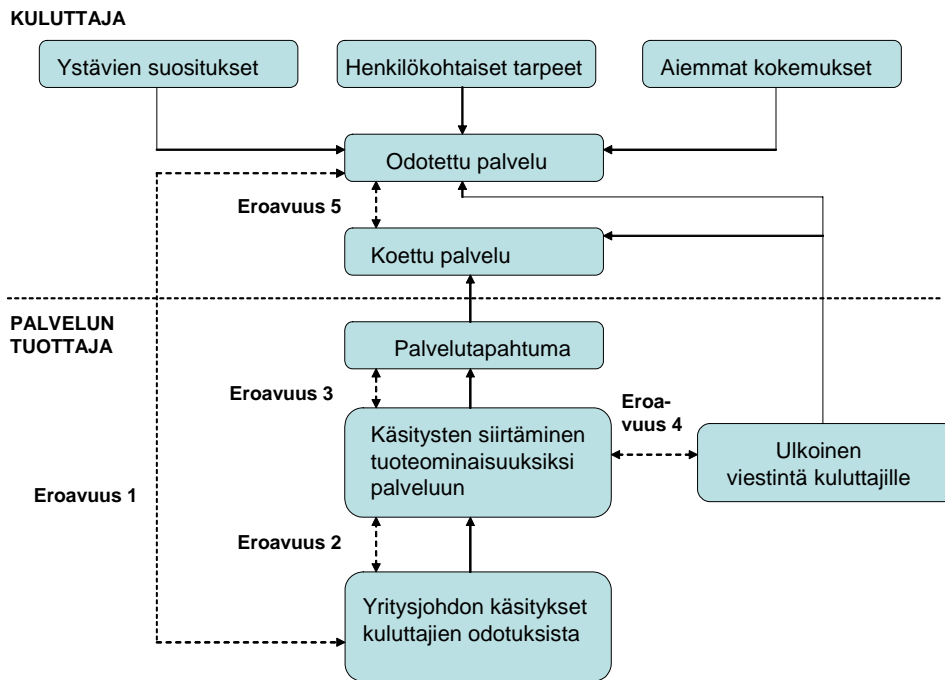 KULUTTAJA
Ystävien suositukset
Henkilökohtaiset tarpeet
Aiemmat kokemukset
Odotettu palvelu
Eroavuus 5
Koettu palvelu
PALVELUN
TUOTTAJA
Palvelutapahtuma
Eroavuus 3
Eroa-
vuus 4
Käsitysten siirtäminen
tuoteominaisuuksiksi
palveluun
Ulkoinen
viestintä kuluttajille
Eroavuus 1
Eroavuus 2
Yritysjohdon käsitykset
kuluttajien odotuksista